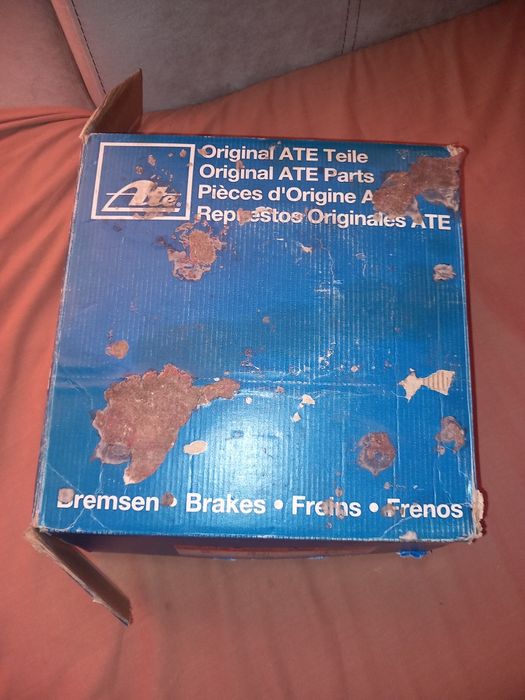 Ate
Original ATE Teile
Original ATE Parts
Pièces d'Origine A
Repuestos Originales ATE
Bremsen • Brakes • Freins • Frenos